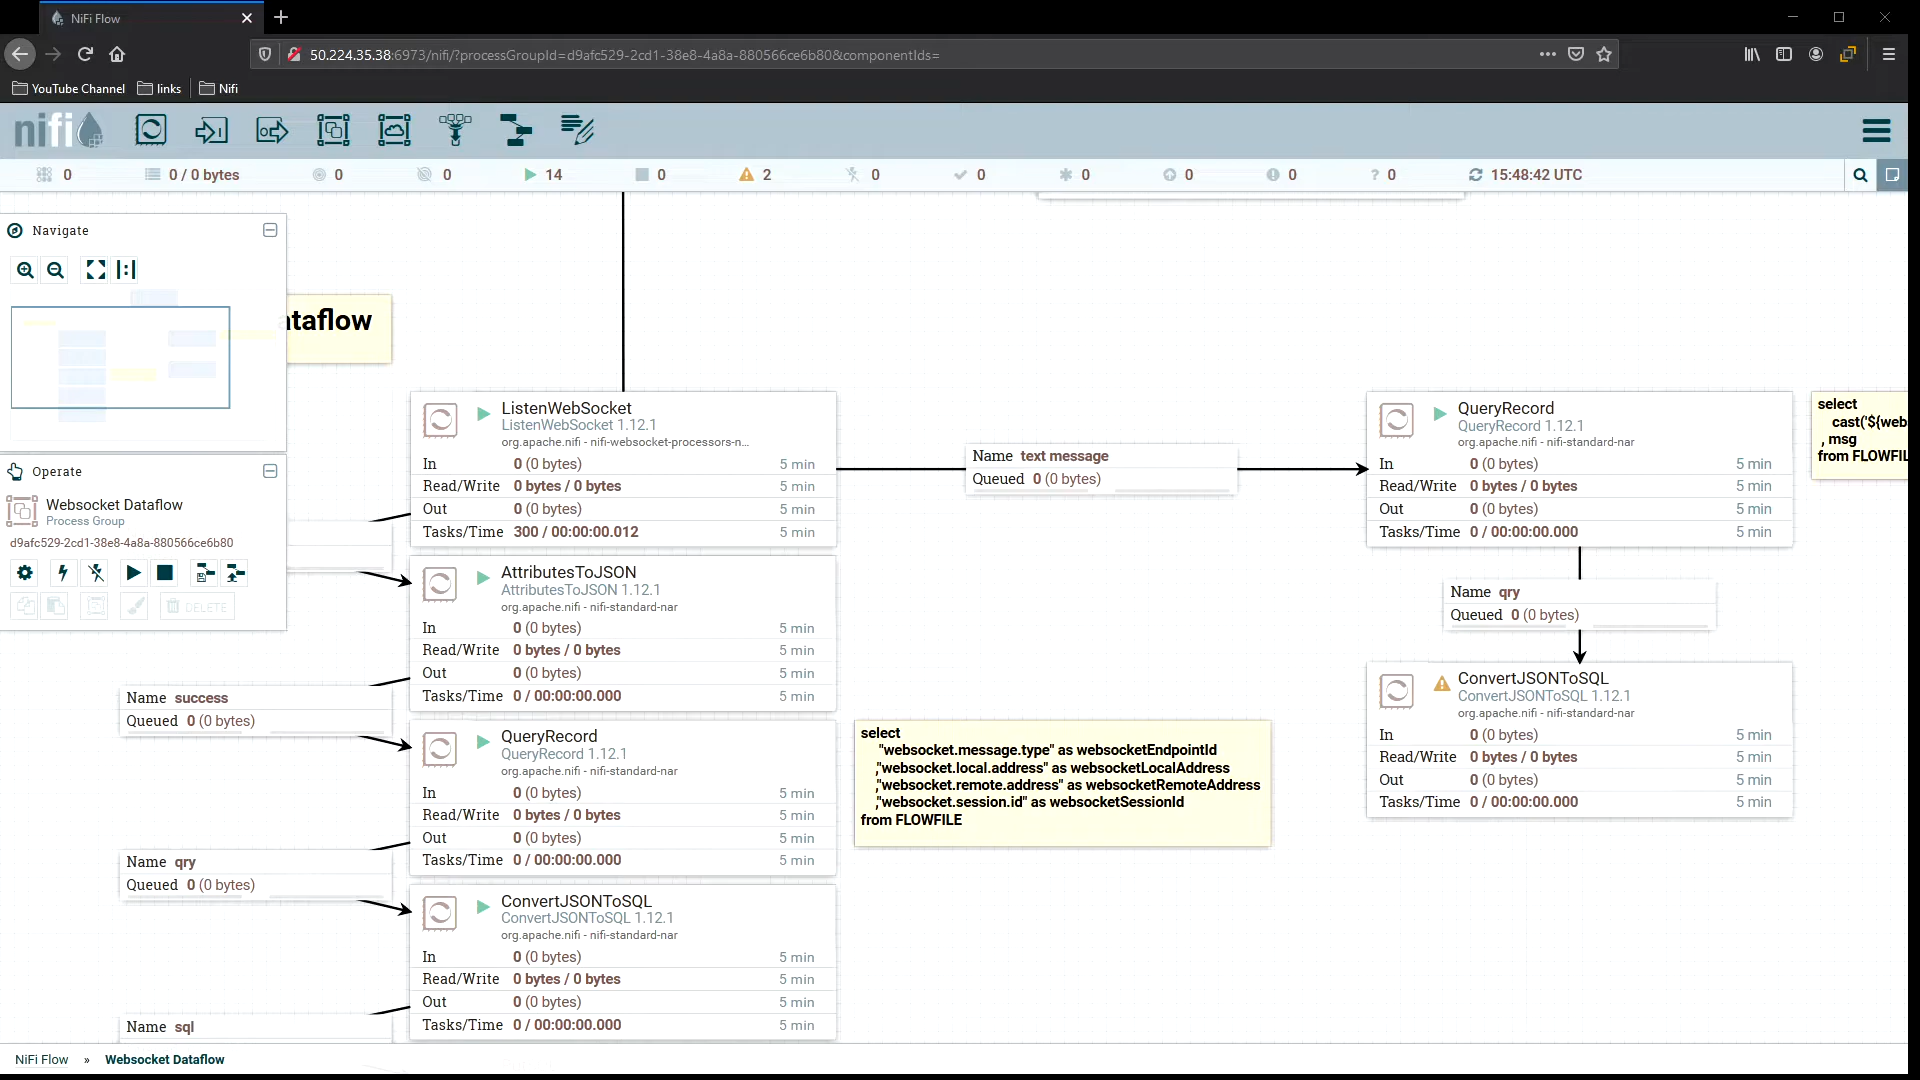 NiFi Flow
50.224.35.38:6973/nifi/?processGroupId=d9afc529-2cd1-38e8-4a8a-880566ce6b80&componentIds=
YouTube Channel links Nifi
nifi
0 0 / 0 bytes 0 0 14 0 2 0 0 0 0 0 ? 0 15:48:42 UTC
Navigate
ataflow
Operate
Websocket Dataflow
Process Group
d9afc529-2cd1-38e8-4a8a-880566ce6b80
DELETE
ListenWebSocket
ListenWebSocket 1.12.1
org.apache.nifi - nifi-websocket-processors-n...
In 0 (0 bytes) 5 min
Read/Write 0 bytes / 0 bytes 5 min
Out 0 (0 bytes) 5 min
Tasks/Time 300 / 00:00:00.012 5 min
Name text message
Queued 0 (0 bytes)
QueryRecord
QueryRecord 1.12.1
org.apache.nifi - nifi-standard-nar
In 0 (0 bytes) 5 min
Read/Write 0 bytes / 0 bytes 5 min
Out 0 (0 bytes) 5 min
Tasks/Time 0 / 00:00:00.000 5 min
select
cast('${web
, msg
from FLOWFIL
Name qry
Queued 0 (0 bytes)
ConvertJSONToSQL
ConvertJSONToSQL 1.12.1
org.apache.nifi - nifi-standard-nar
In 0 (0 bytes) 5 min
Read/Write 0 bytes / 0 bytes 5 min
Out 0 (0 bytes) 5 min
Tasks/Time 0 / 00:00:00.000 5 min
AttributesToJSON
AttributesToJSON 1.12.1
org.apache.nifi - nifi-standard-nar
In 0 (0 bytes) 5 min
Read/Write 0 bytes / 0 bytes 5 min
Out 0 (0 bytes) 5 min
Tasks/Time 0 / 00:00:00.000 5 min
Name success
Queued 0 (0 bytes)
QueryRecord
QueryRecord 1.12.1
org.apache.nifi - nifi-standard-nar
In 0 (0 bytes) 5 min
Read/Write 0 bytes / 0 bytes 5 min
Out 0 (0 bytes) 5 min
Tasks/Time 0 / 00:00:00.000 5 min
select
"websocket.message.type" as websocketEndpointId
,"websocket.local.address" as websocketLocalAddress
,"websocket.remote.address" as websocketRemoteAddress
,"websocket.session.id" as websocketSessionId
from FLOWFILE
Name qry
Queued 0 (0 bytes)
ConvertJSONToSQL
ConvertJSONToSQL 1.12.1
org.apache.nifi - nifi-standard-nar
In 0 (0 bytes) 5 min
Read/Write 0 bytes / 0 bytes 5 min
Out 0 (0 bytes) 5 min
Tasks/Time 0 / 00:00:00.000 5 min
Name sql
NiFi Flow » Websocket Dataflow